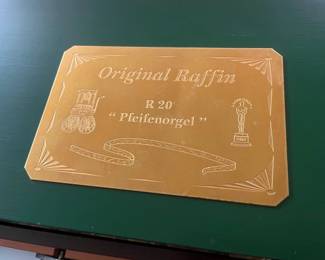 Original Raffin
R 20
" Pfeifenorgel "